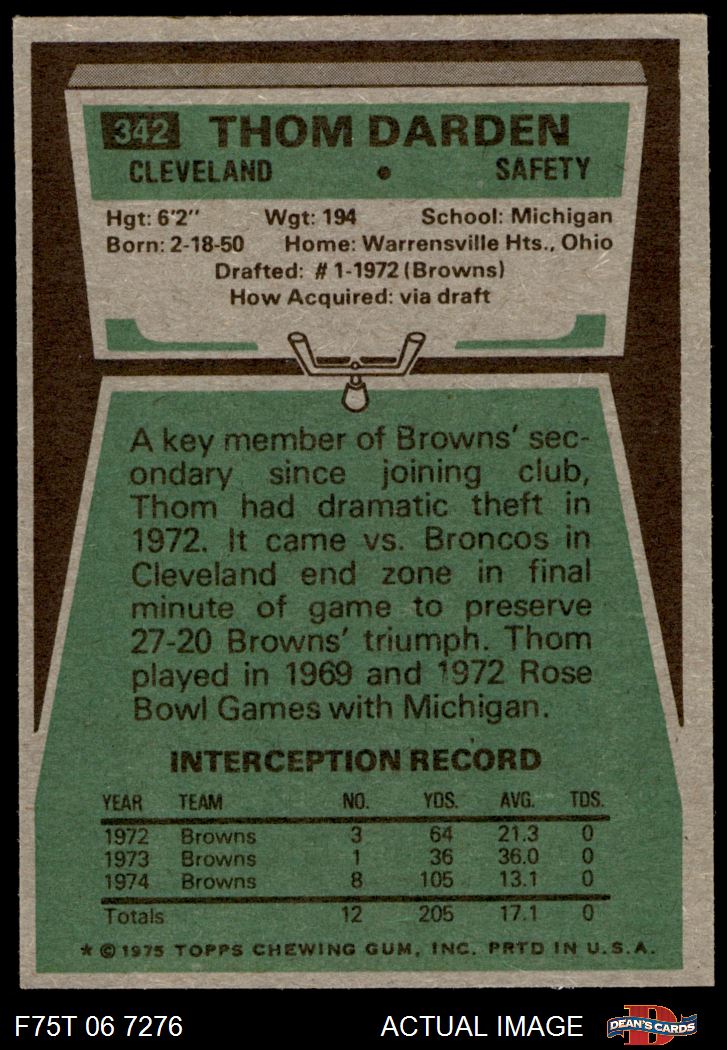 342 THOM DARDEN
CLEVELAND • SAFETY
Hgt: 6'2" Wgt: 194 School: Michigan
Born: 2-18-50 Home: Warrensville Hts., Ohio
Drafted: #1-1972 (Browns)
How Acquired: via draft
A key member of Browns' sec-
ondary since joining club,
Thom had dramatic theft in
1972. It came vs. Broncos in
Cleveland end zone in final
minute of game to preserve
27-20 Browns' triumph. Thom
played in 1969 and 1972 Rose
Bowl Games with Michigan.
INTERCEPTION RECORD
YEAR TEAM NO. YDS. AVG. TDS.
1972 Browns 3 64 21.3 0
1973 Browns 1 36 36.0 0
1974 Browns 8 105 13.1 0
Totals 12 205 17.1 0
* © 1975 TOPPS CHEWING GUM, INC. PRTD IN U.S.A.
F75T 06 7276 ACTUAL IMAGE D DEAN'S CARDS